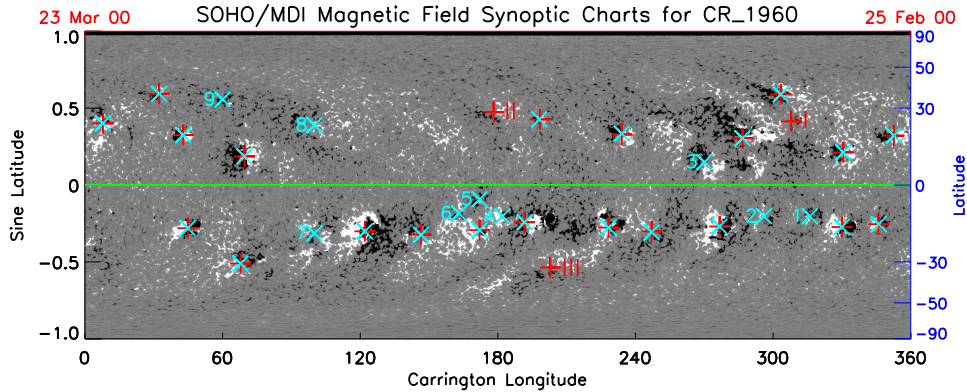 23 Mar 00 SOHO/MDI Magnetic Field Synoptic Charts for CR_1960 25 Feb 00
1.0 90
50
0.5 30
9 8 II I
3
0 0
5 6 4
7 2 1
III
-0.5 -30
-50
-1.0 -90
Sine Latitude
Latitude
0 60 120 180 240 300 360
Carrington Longitude